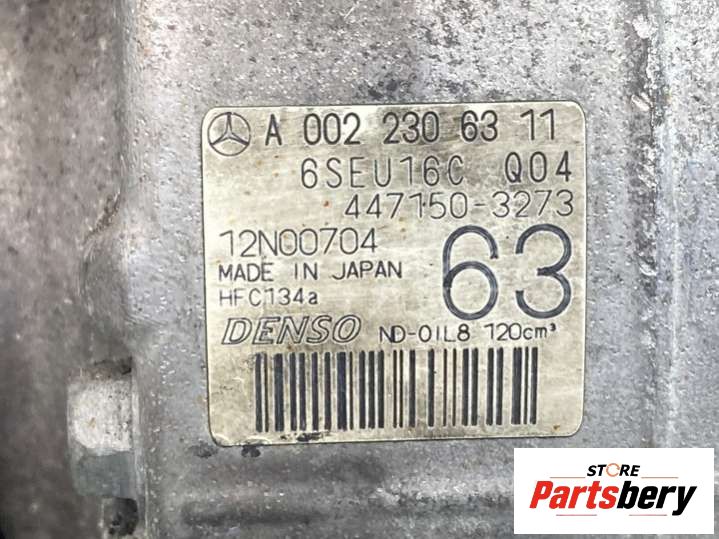 A 002 230 63 11
6SEU16C Q04
447150-3273
12N00704
63
MADE IN JAPAN
HFC134a
DENSO ND-OIL8 120cm³
STORE
Partsbery